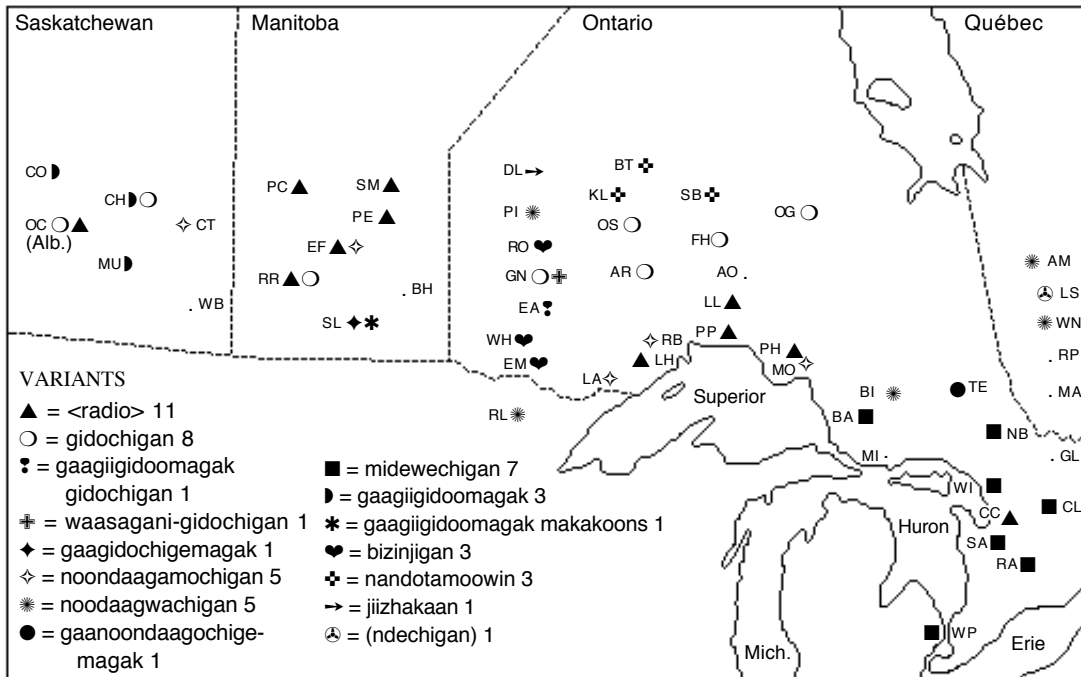 Saskatchewan Manitoba Ontario Québec
CO DL BT
CH PC SM KL SB
OC CT PE PI OS OG
(Alb.) EF RO FH
MU RR GN AR AO AM
WB BH EA LL LS
SL WH RB PP WN
EM LH PH RP
LA MO
VARIANTS
Superior BI TE MA
▲ = <radio> 11 RL BA
❍ = gidochigan 8 NB
❢ = gaagiigidoomagak ■ = midewechigan 7 MI GL
gidochigan 1 ◗ = gaagiigidoomagak 3 WI
✙ = waasagani-gidochigan 1 ✱ = gaagiigidoomagak makakoons 1 CC CL
✦ = gaagidochigemagak 1 ❤ = bizinjigan 3 Huron SA
✧ = noondaagamochigan 5 ✤ = nandotamoowin 3 RA
✺ = noodaagwachigan 5 ➙ = jiizhakaan 1
● = gaanoondaagochige- ✇ = (ndechigan) 1 WP
magak 1 Mich. Erie